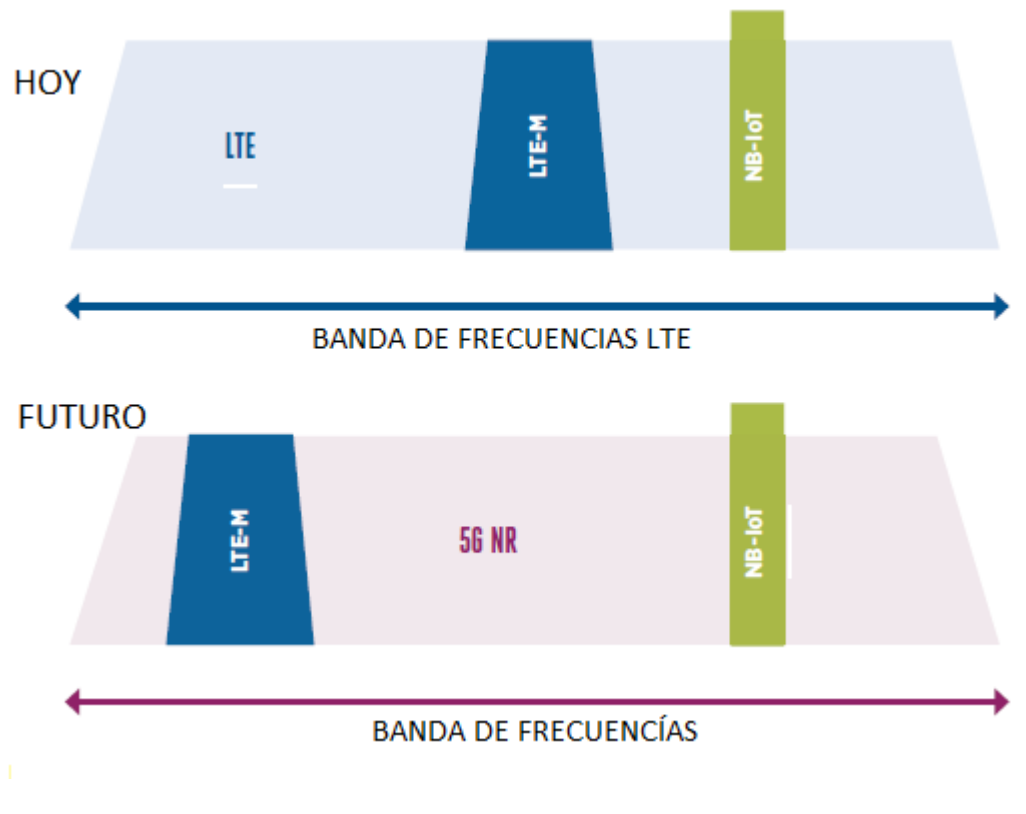 HOY
LTE
LTE-M
NB-IoT
BANDA DE FRECUENCIAS LTE
FUTURO
LTE-M
5G NR
NB-IoT
BANDA DE FRECUENCÍAS